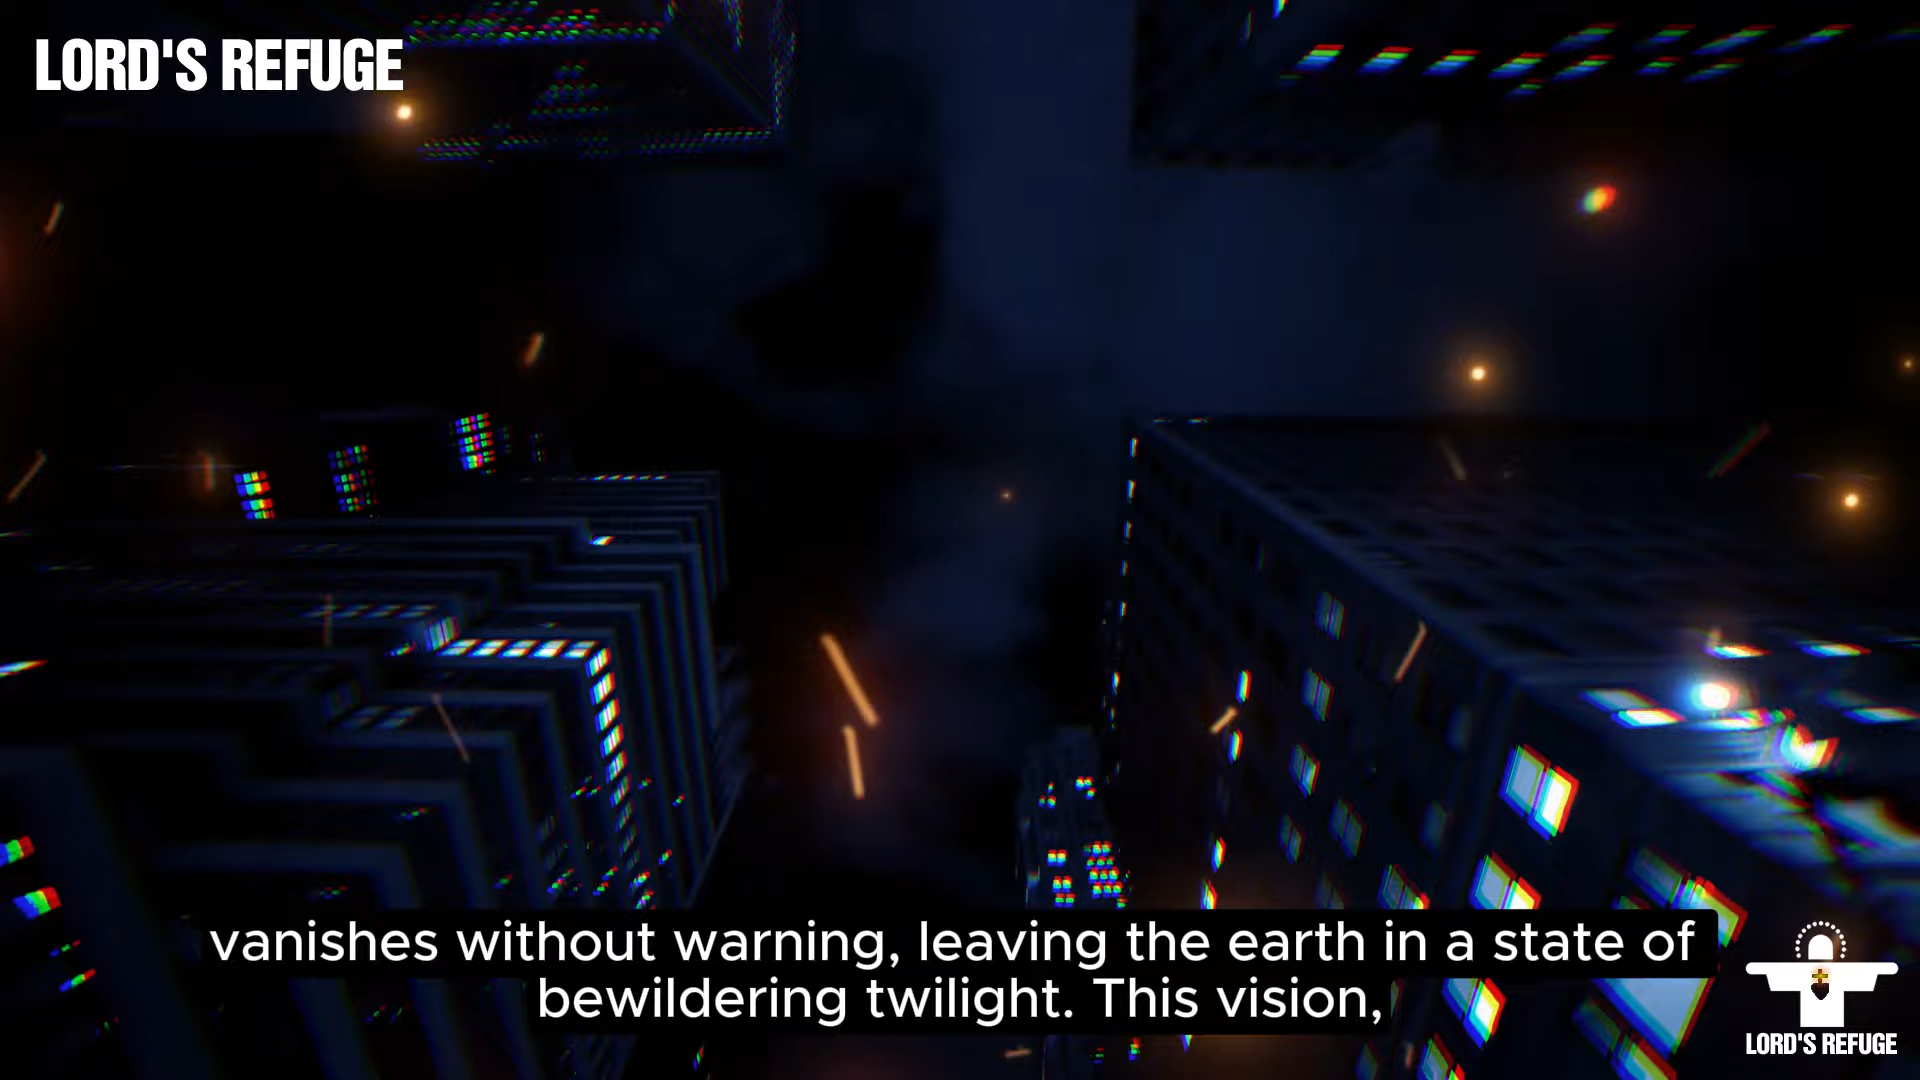 LORD'S REFUGE
vanishes without warning, leaving the earth in a state of
bewildering twilight. This vision,
LORD'S REFUGE